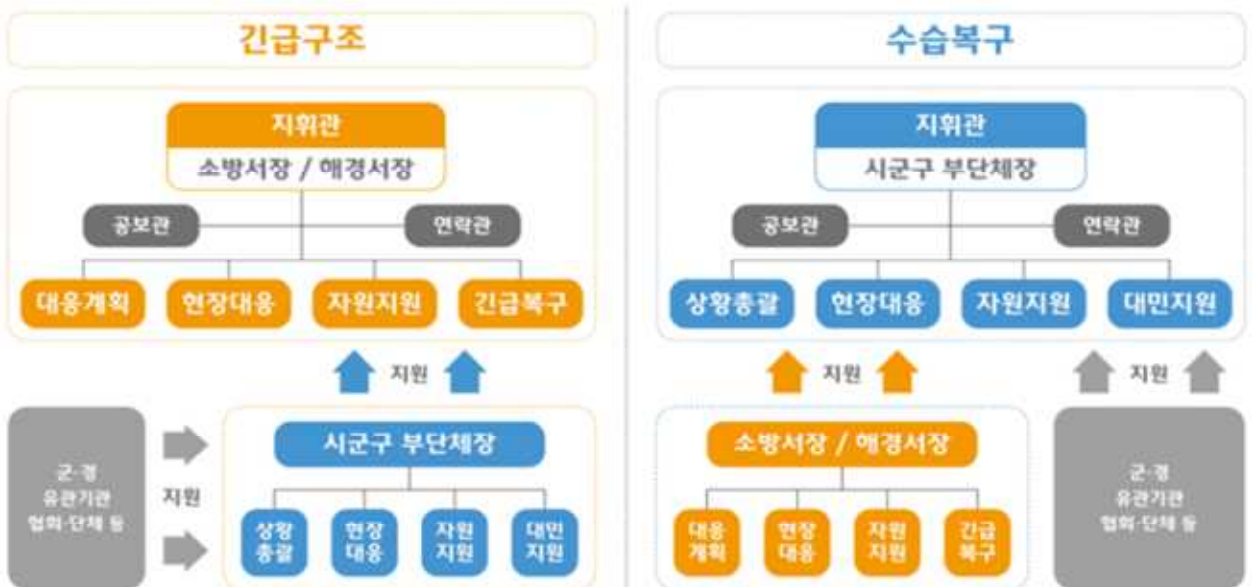 긴급구조
지휘관
소방서장 / 해경서장
공보관
연락관
대응계획
현장대응
자원지원
긴급복구
지원
군·경
유관기관
협회·단체 등
지원
시군구 부단체장
상황
총괄
현장
대응
자원
지원
대민
지원
수습복구
지휘관
시군구 부단체장
공보관
연락관
상황총괄
현장대응
자원지원
대민지원
지원
지원
소방서장 / 해경서장
대응
계획
현장
대응
자원
지원
긴급
복구
군·경
유관기관
협회·단체 등